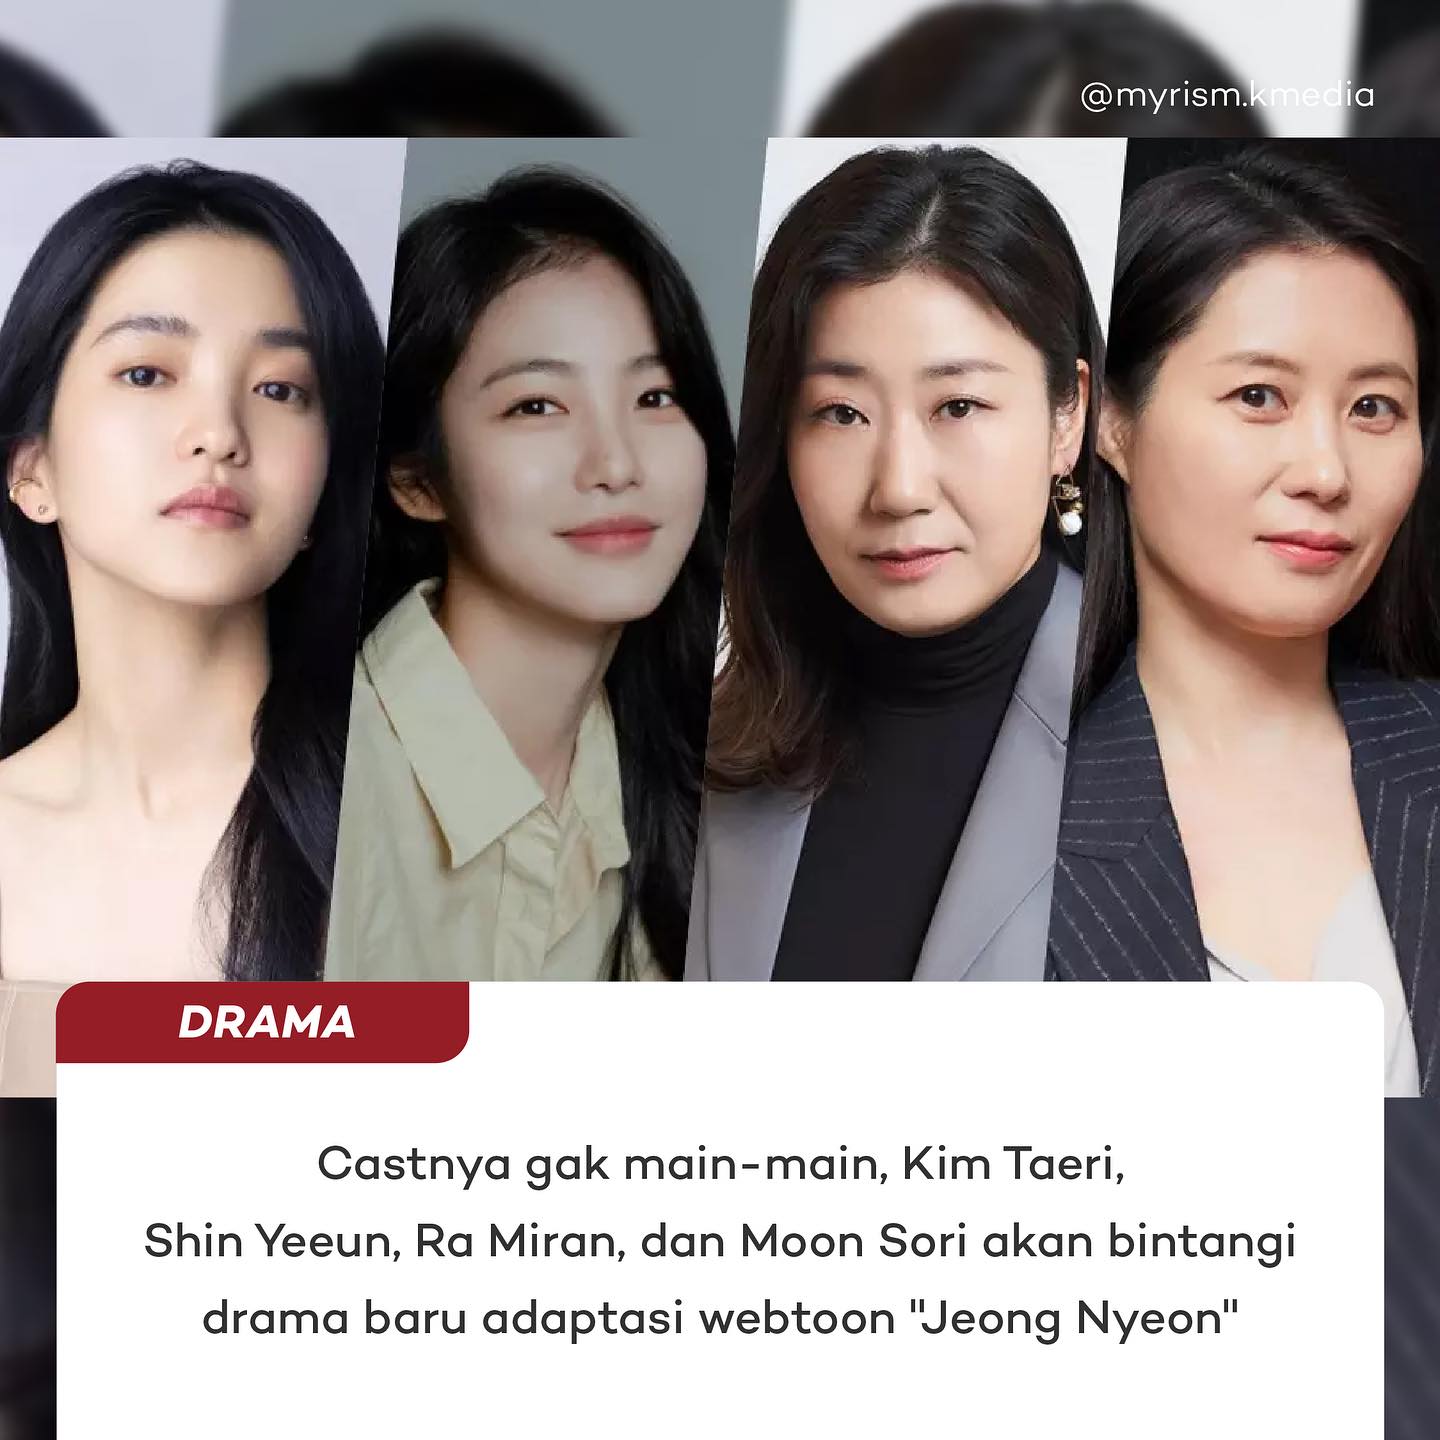 @myrism.kmedia
DRAMA
Castnya gak main-main, Kim Taeri,
Shin Yeeun, Ra Miran, dan Moon Sori akan bintangi
drama baru adaptasi webtoon "Jeong Nyeon"